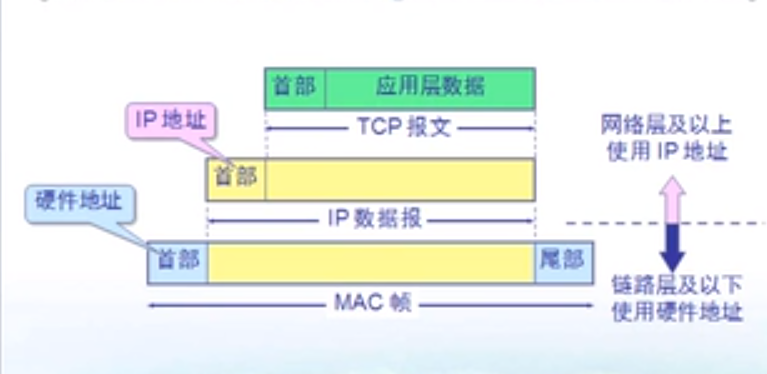 首部 应用层数据
TCP 报文
IP 地址
首部
IP 数据报
硬件地址
首部 尾部
MAC 帧
网络层及以上
使用 IP 地址
链路层及以下
使用硬件地址